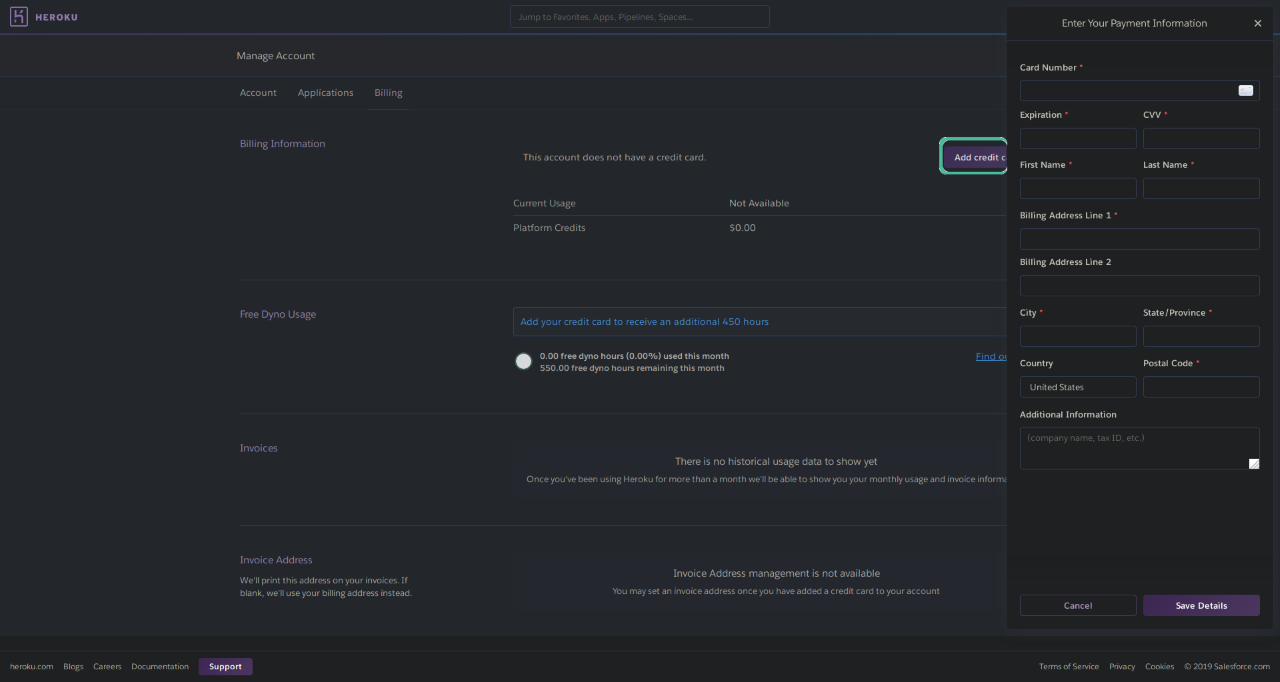 HEROKU
Jump to Favorites, Apps, Pipelines, Spaces...
Manage Account
Account
Applications
Billing
Billing Information
This account does not have a credit card.
Add credit c
Current Usage
Not Available
Platform Credits
$0.00
Free Dyno Usage
Add your credit card to receive an additional 450 hours
0.00 free dyno hours (0.00%) used this month
550.00 free dyno hours remaining this month
Find ou
Invoices
There is no historical usage data to show yet
Once you've been using Heroku for more than a month we'll be able to show you your monthly usage and invoice informa
Invoice Address
We'll print this address on your invoices. If
blank, we'll use your billing address instead.
Invoice Address management is not available
You may set an invoice address once you have added a credit card to your account
Enter Your Payment Information
Card Number *
Expiration *
CVV *
First Name *
Last Name *
Billing Address Line 1 *
Billing Address Line 2
City *
State/Province *
Country
Postal Code *
United States
Additional Information
(company name, tax ID, etc.)
Cancel
Save Details
heroku.com
Blogs
Careers
Documentation
Support
Terms of Service
Privacy
Cookies
© 2019 Salesforce.com